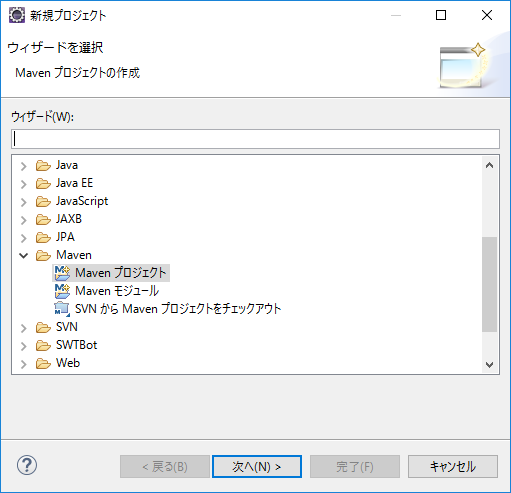 新規プロジェクト
ウィザードを選択
Maven プロジェクトの作成
ウィザード(W):
Java
Java EE
JavaScript
JAXB
JPA
Maven
Maven プロジェクト
Maven モジュール
SVN から Maven プロジェクトをチェックアウト
SVN
SWTBot
Web
? < 戻る(B) 次へ(N) > 完了(F) キャンセル